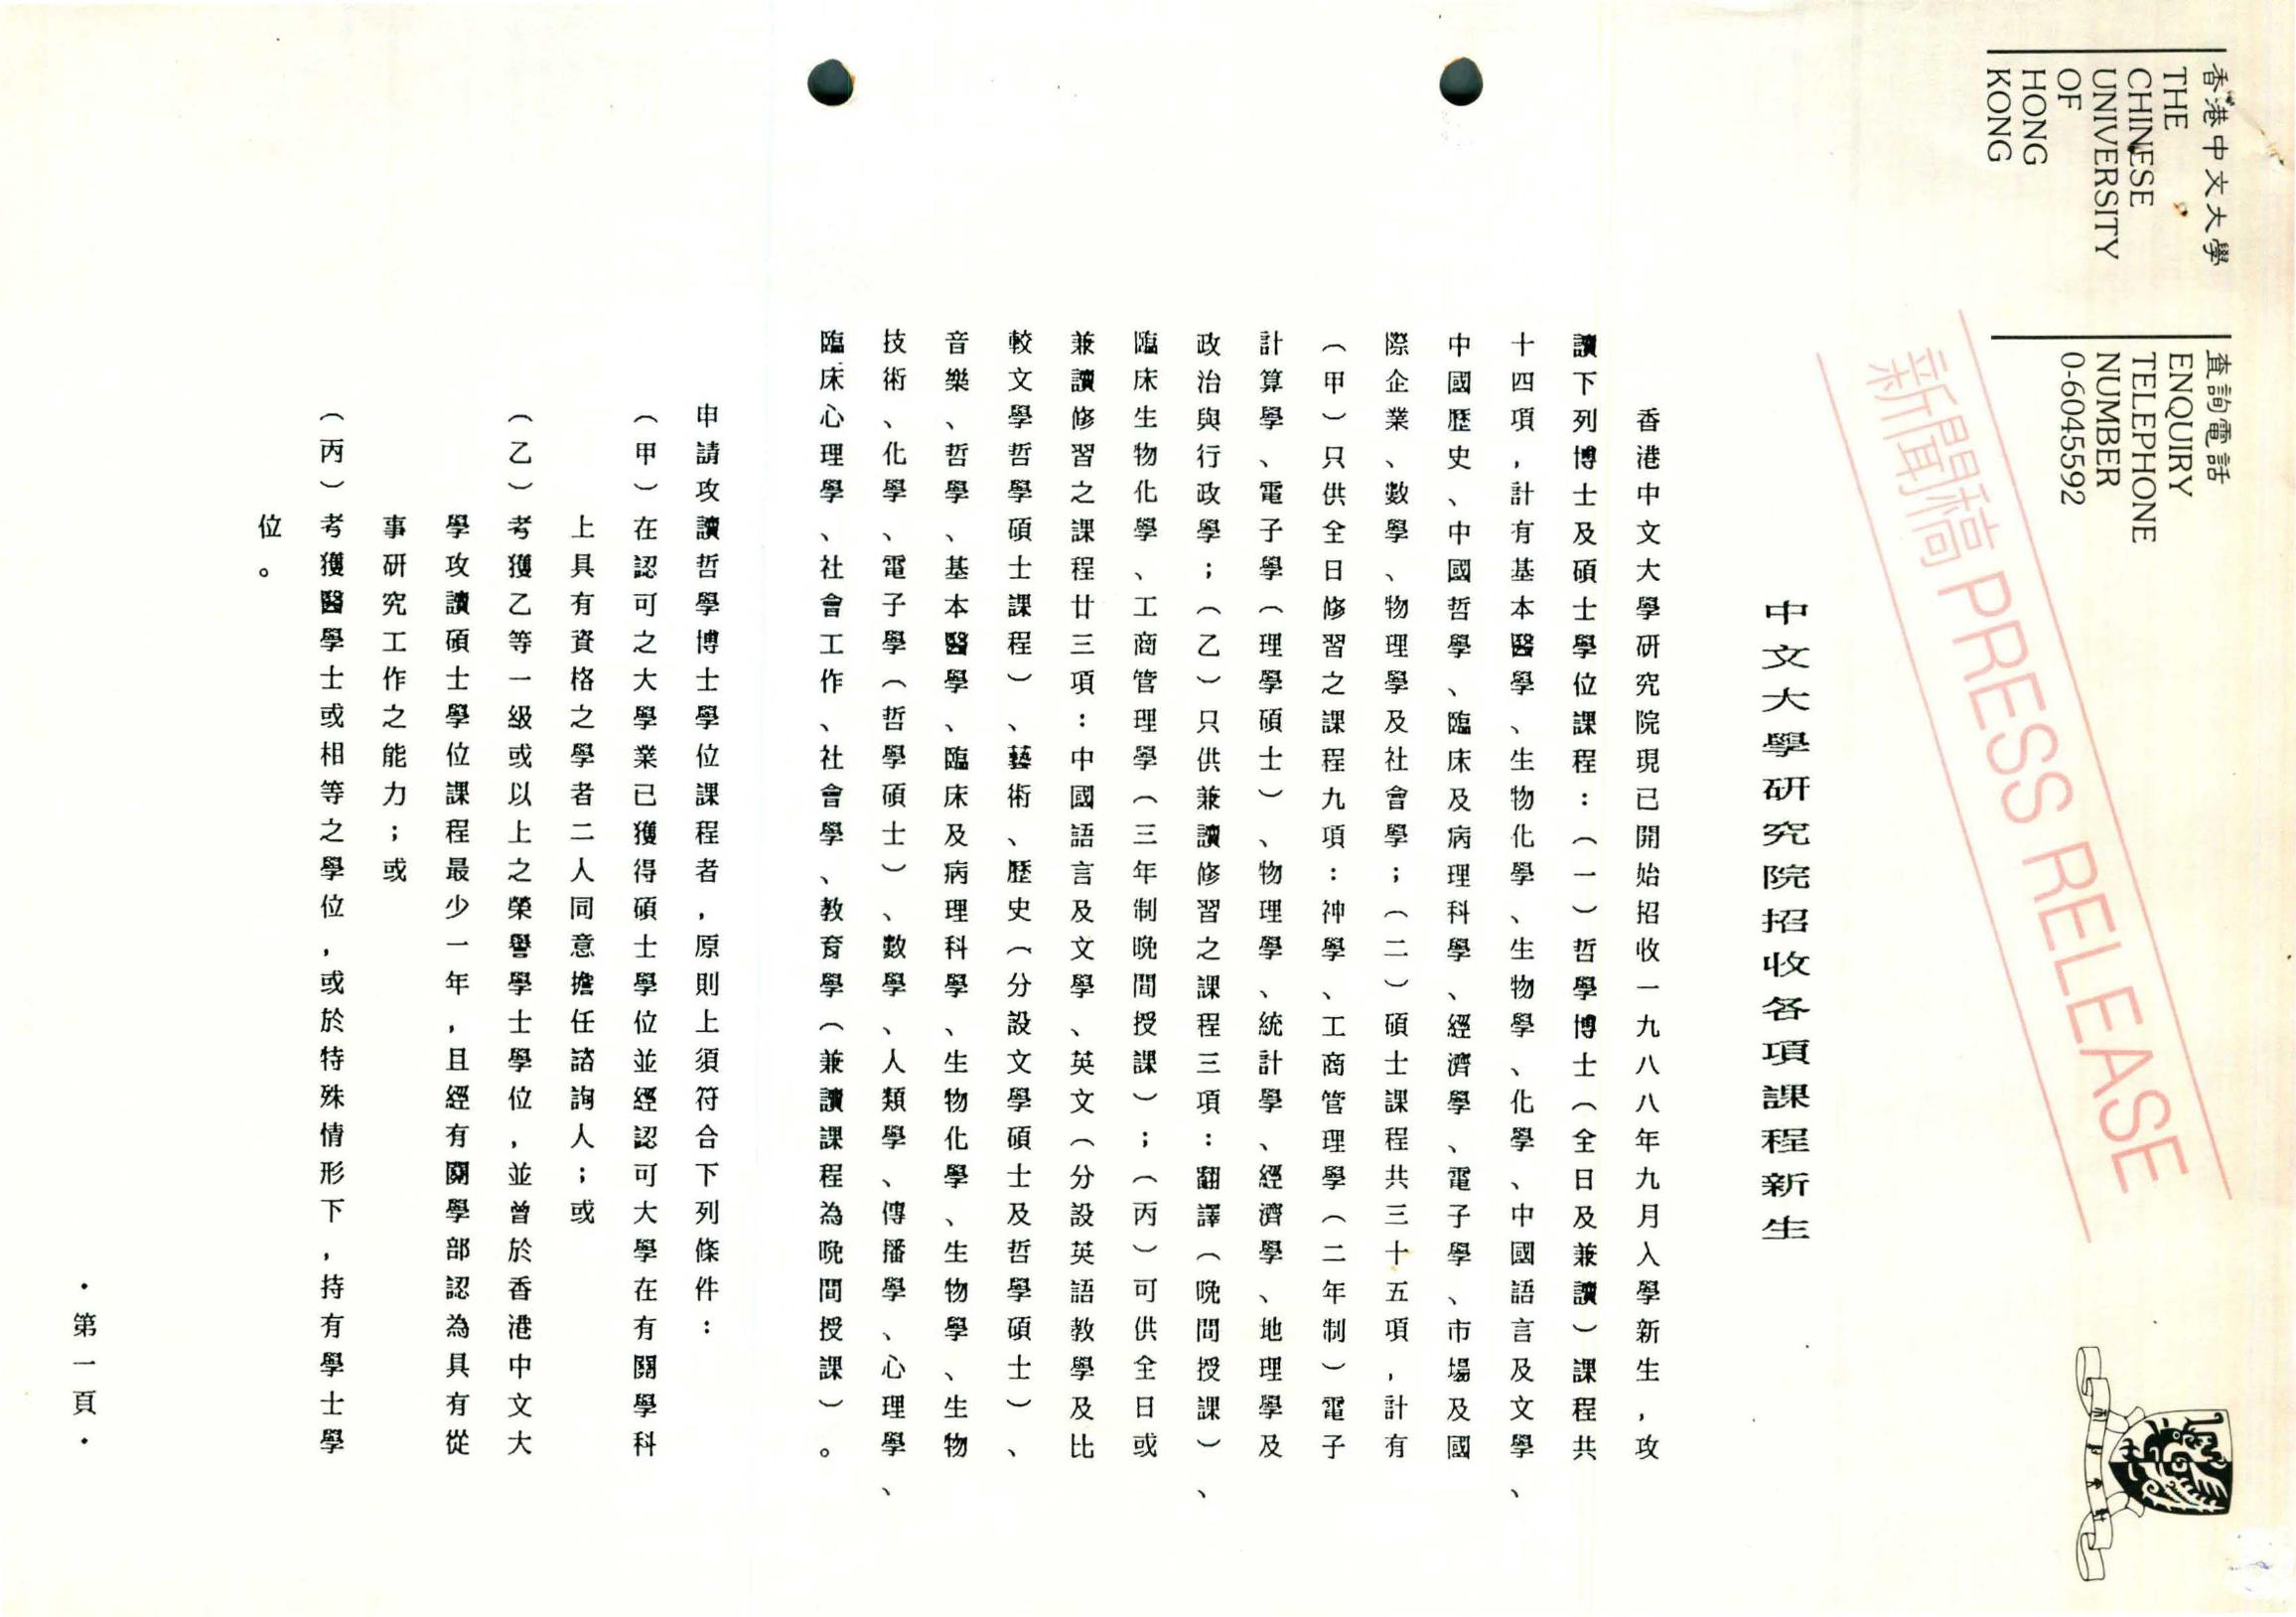 香港中文大學
THE
CHINESE
UNIVERSITY
OF
HONG
KONG
查詢電話
ENQUIRY
TELEPHONE
NUMBER
0-6045592
新聞稿 PRESS RELEASE
中文大學研究院招收各項課程新生
香港中文大學研究院現已開始招收一九八八年九月入學新生，攻
讀下列博士及碩士學位課程：（一）哲學博士（全日及兼讀）課程共
十四項，計有基本醫學、生物化學、生物學、化學、中國語言及文學、
中國歷史、中國哲學、臨床及病理科學、經濟學、電子學、市場及國
際企業、數學、物理學及社會學；（二）碩士課程共三十五項，計有
（甲）只供全日修習之課程九項：神學、工商管理學（二年制）電子
計算學、電子學（理學碩士）、物理學、統計學、經濟學、地理學及
政治與行政學；（乙）只供兼讀修習之課程三項：翻譯（晚間授課）、
臨床生物化學、工商管理學（三年制晚間授課）；（丙）可供全日或
兼讀修習之課程廿三項：中國語言及文學、英文（分設英語教學及比
較文學哲學碩士課程）、藝術、歷史（分設文學碩士及哲學碩士）、
音樂、哲學、基本醫學、臨床及病理科學、生物化學、生物學、生物
技術、化學、電子學（哲學碩士）、數學、人類學、傳播學、心理學、
臨床心理學、社會工作、社會學、教育學（兼讀課程為晚間授課）。
申請攻讀哲學博士學位課程者，原則上須符合下列條件：
（甲）在認可之大學業已獲得碩士學位並經認可大學在有關學科
上具有資格之學者二人同意擔任諮詢人；或
（乙）考獲乙等一級或以上之榮譽學士學位，並曾於香港中文大
學攻讀碩士學位課程最少一年，且經有關學部認為具有從
事研究工作之能力；或
（丙）考獲醫學士或相等之學位，或於特殊情形下，持有學士學
位。
・第一頁・